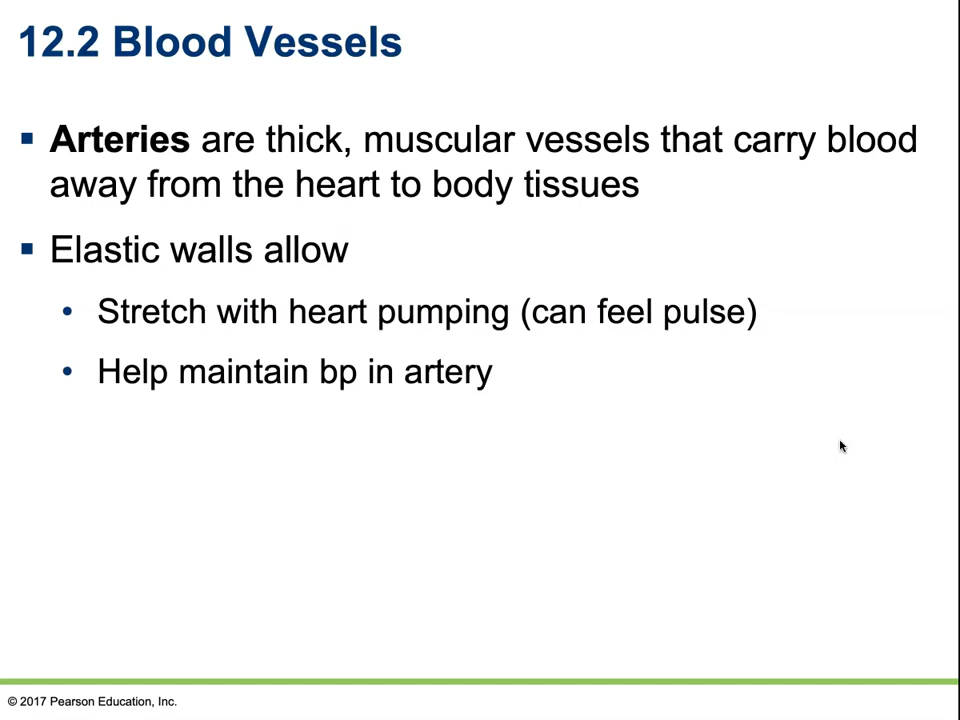 12.2 Blood Vessels
▪ Arteries are thick, muscular vessels that carry blood
away from the heart to body tissues
▪ Elastic walls allow
• Stretch with heart pumping (can feel pulse)
• Help maintain bp in artery
© 2017 Pearson Education, Inc.